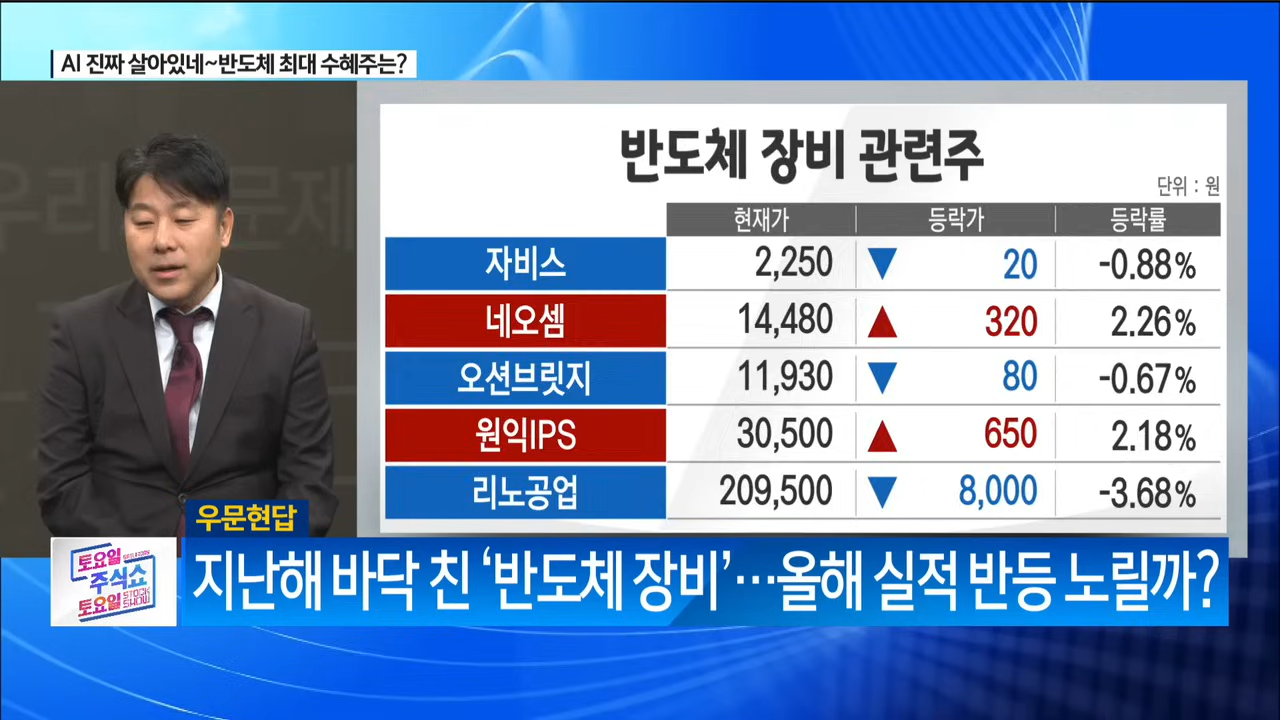 AI 진짜 살아있네~반도체 최대 수혜주는?
우리 문제
반도체 장비 관련주
단위 : 원
현재가 등락가 등락률
자비스 2,250 ▼ 20 -0.88%
네오셈 14,480 ▲ 320 2.26%
오션브릿지 11,930 ▼ 80 -0.67%
원익IPS 30,500 ▲ 650 2.18%
리노공업 209,500 ▼ 8,000 -3.68%
우문현답
토요일
주식쇼
토요일
STOCK SHOW
지난해 바닥 친 ‘반도체 장비’…올해 실적 반등 노릴까?